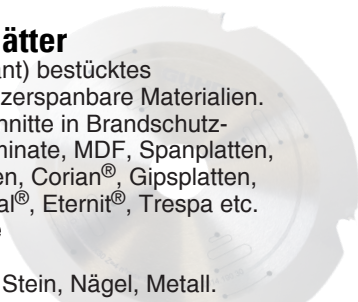 ätter
nt) bestücktes
zerspanbare Materialien.
hnitte in Brandschutz-
minate, MDF, Spanplatten,
en, Corian®, Gipsplatten,
al®, Eternit®, Trespa etc.
e
Stein, Nägel, Metall.